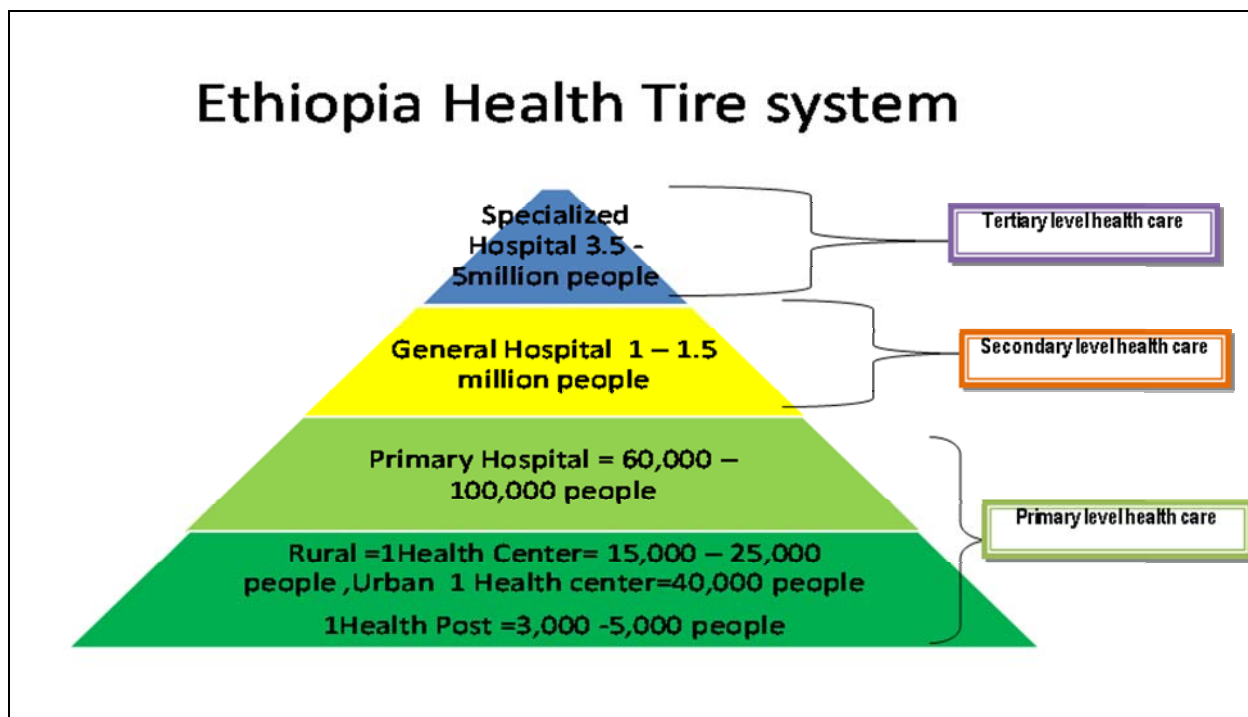 Ethiopia Health Tire system
Specialized
Hospital 3.5 -
5million people
Tertiary level health care
General Hospital 1 – 1.5
million people
Secondary level health care
Primary Hospital = 60,000 –
100,000 people
Primary level health care
Rural =1Health Center= 15,000 – 25,000
people ,Urban 1 Health center=40,000 people
1Health Post =3,000 -5,000 people